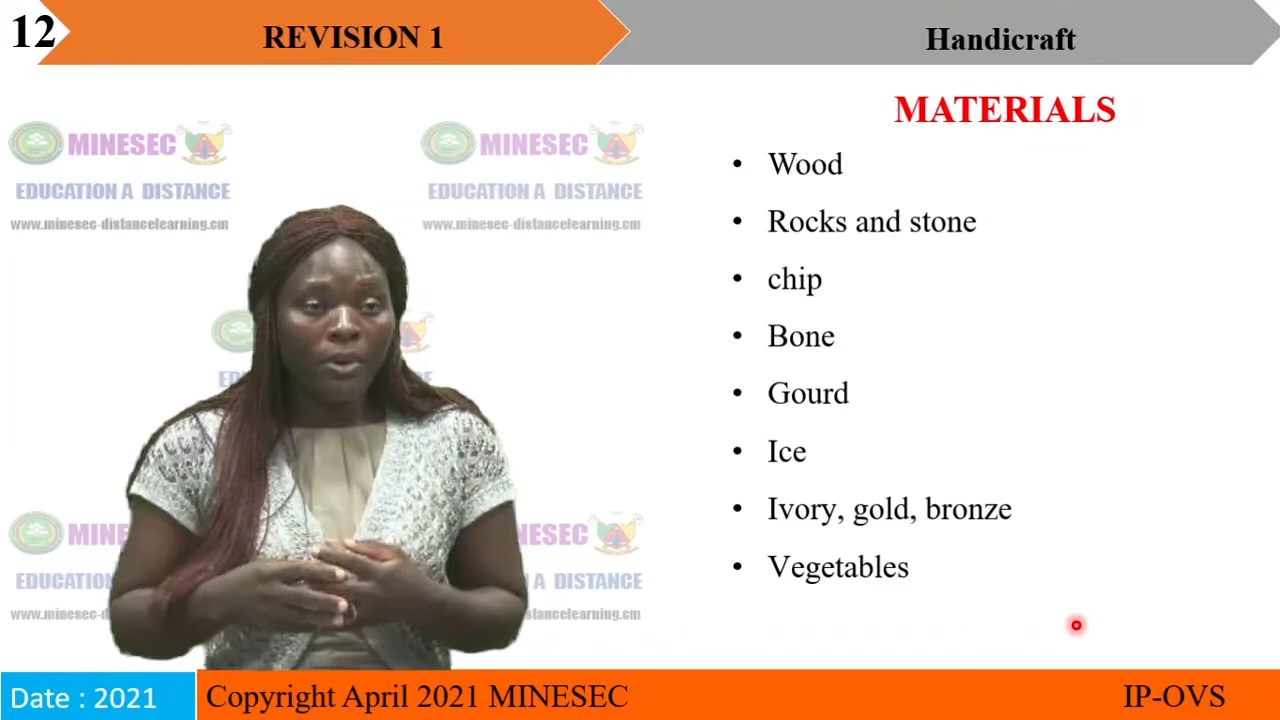 12
REVISION 1
Handicraft
MATERIALS
• Wood
• Rocks and stone
• chip
• Bone
• Gourd
• Ice
• Ivory, gold, bronze
• Vegetables
MINESEC
EDUCATION A DISTANCE
www.minesec-distancelearning.cm
MINESEC
EDUCATION A DISTANCE
www.minesec-distancelearning.cm
Date : 2021
Copyright April 2021 MINESEC
IP-OVS